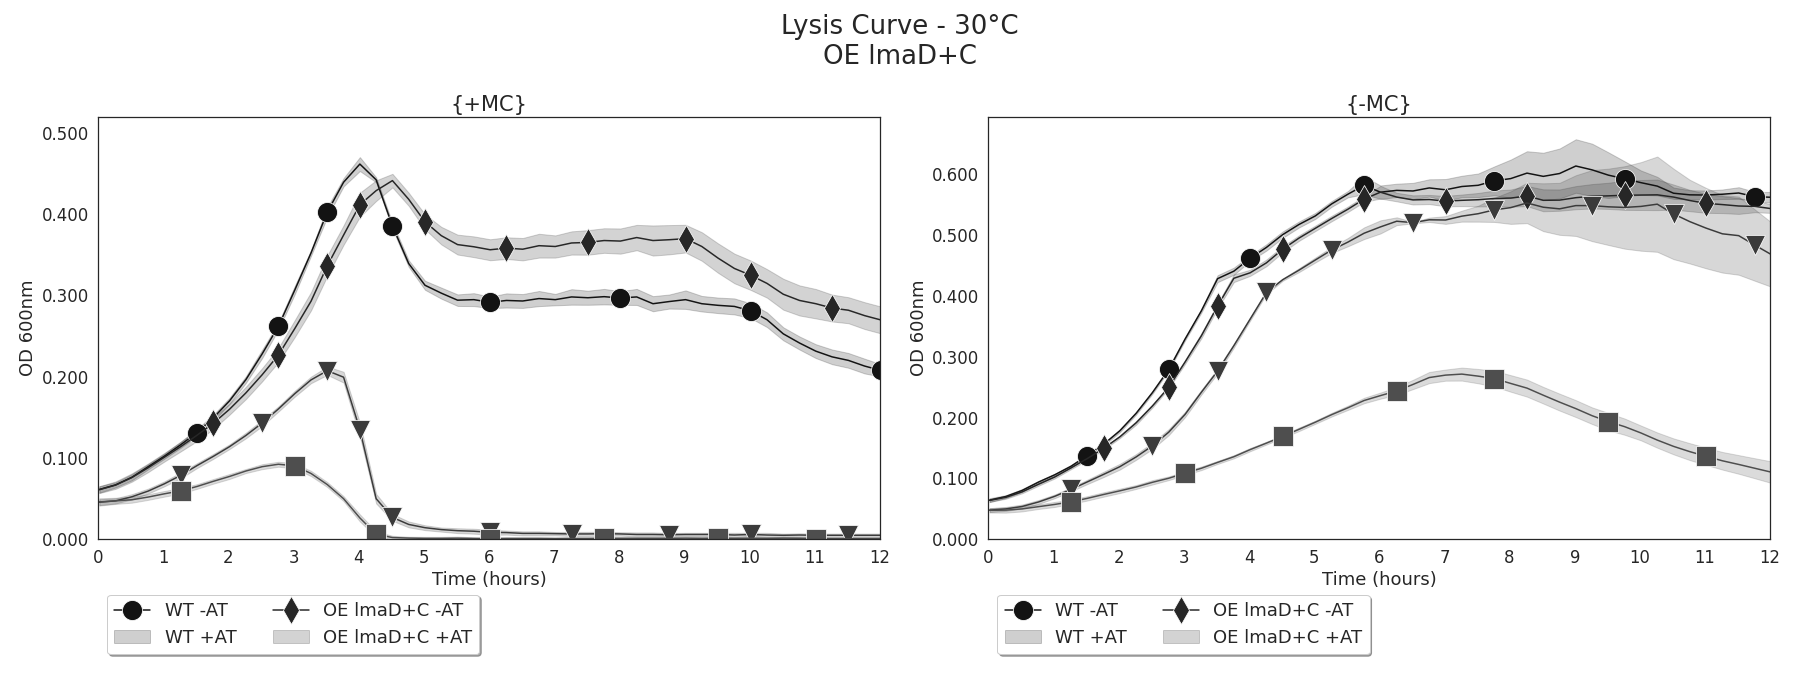 Lysis Curve - 30°C
OE lmaD+C
{+MC}
{-MC}
0.500
0.400
0.300
0.200
0.100
0.000
OD 600nm
0 1 2 3 4 5 6 7 8 9 10 11 12
Time (hours)
0.600
0.500
0.400
0.300
0.200
0.100
0.000
OD 600nm
0 1 2 3 4 5 6 7 8 9 10 11 12
Time (hours)
WT -AT OE lmaD+C -AT
WT +AT OE lmaD+C +AT
WT -AT OE lmaD+C -AT
WT +AT OE lmaD+C +AT